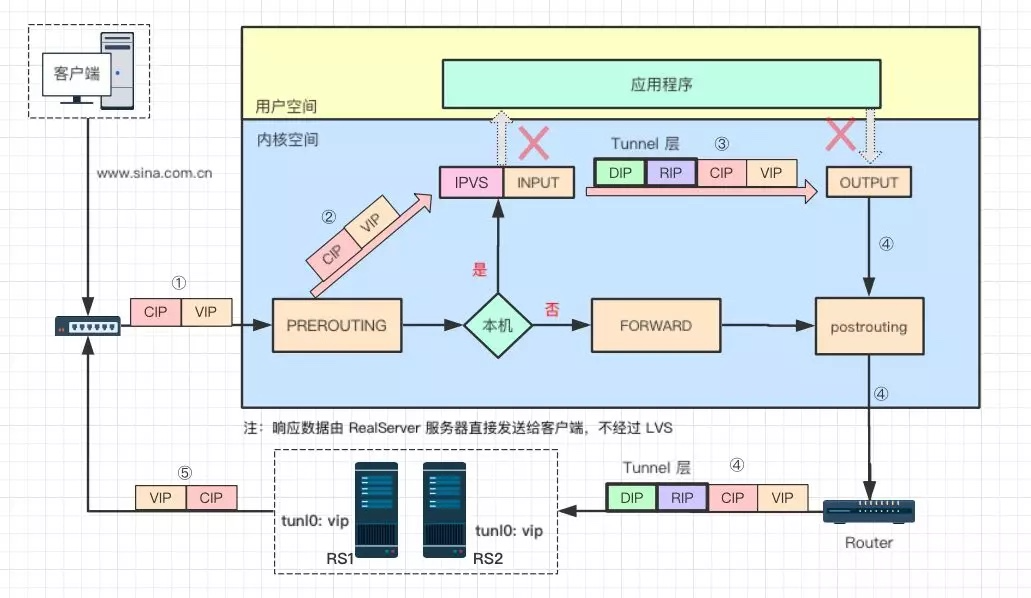 客户端
应用程序
用户空间
内核空间
Tunnel 层
③
www.sina.com.cn
②
CIP
VIP
IPVS
INPUT
DIP
RIP
CIP
VIP
OUTPUT
①
CIP
VIP
是
④
PREROUTING
本机
否
FORWARD
postrouting
④
注：响应数据由 RealServer 服务器直接发送给客户端，不经过 LVS
⑤
VIP
CIP
tunl0: vip
RS1
tunl0: vip
RS2
Tunnel 层
④
DIP
RIP
CIP
VIP
Router